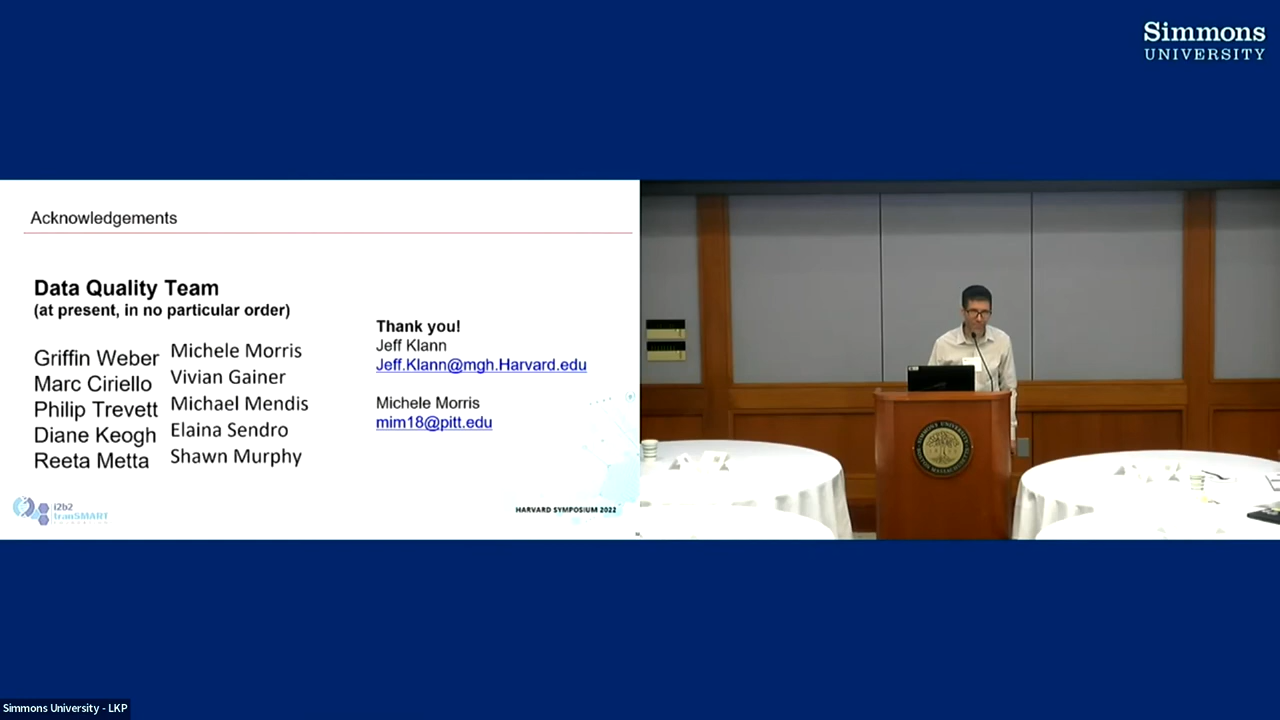 Simmons
UNIVERSITY
Acknowledgements
Data Quality Team
(at present, in no particular order)
Griffin Weber
Marc Ciriello
Philip Trevett
Diane Keogh
Reeta Metta
Michele Morris
Vivian Gainer
Michael Mendis
Elaina Sendro
Shawn Murphy
Thank you!
Jeff Klann
Jeff.Klann@mgh.Harvard.edu
Michele Morris
mim18@pitt.edu
i2b2
tranSMART
HARVARD SYMPOSIUM 2022
Simmons University - LKP